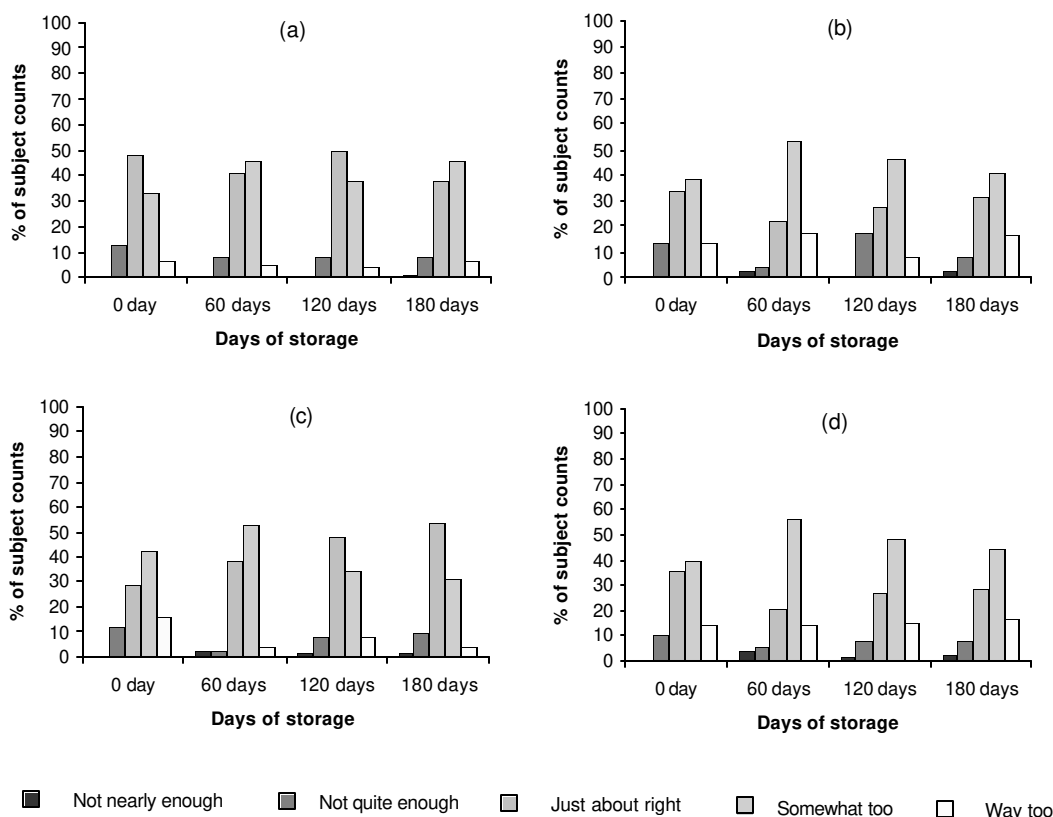 (a)
% of subject counts
100
90
80
70
60
50
40
30
20
10
0
0 day 60 days 120 days 180 days
Days of storage
(b)
% of subject counts
100
90
80
70
60
50
40
30
20
10
0
0 day 60 days 120 days 180 days
Days of storage
(c)
% of subject counts
100
90
80
70
60
50
40
30
20
10
0
0 day 60 days 120 days 180 days
Days of storage
(d)
% of subject counts
100
90
80
70
60
50
40
30
20
10
0
0 day 60 days 120 days 180 days
Days of storage
Not nearly enough Not quite enough Just about right Somewhat too Way too